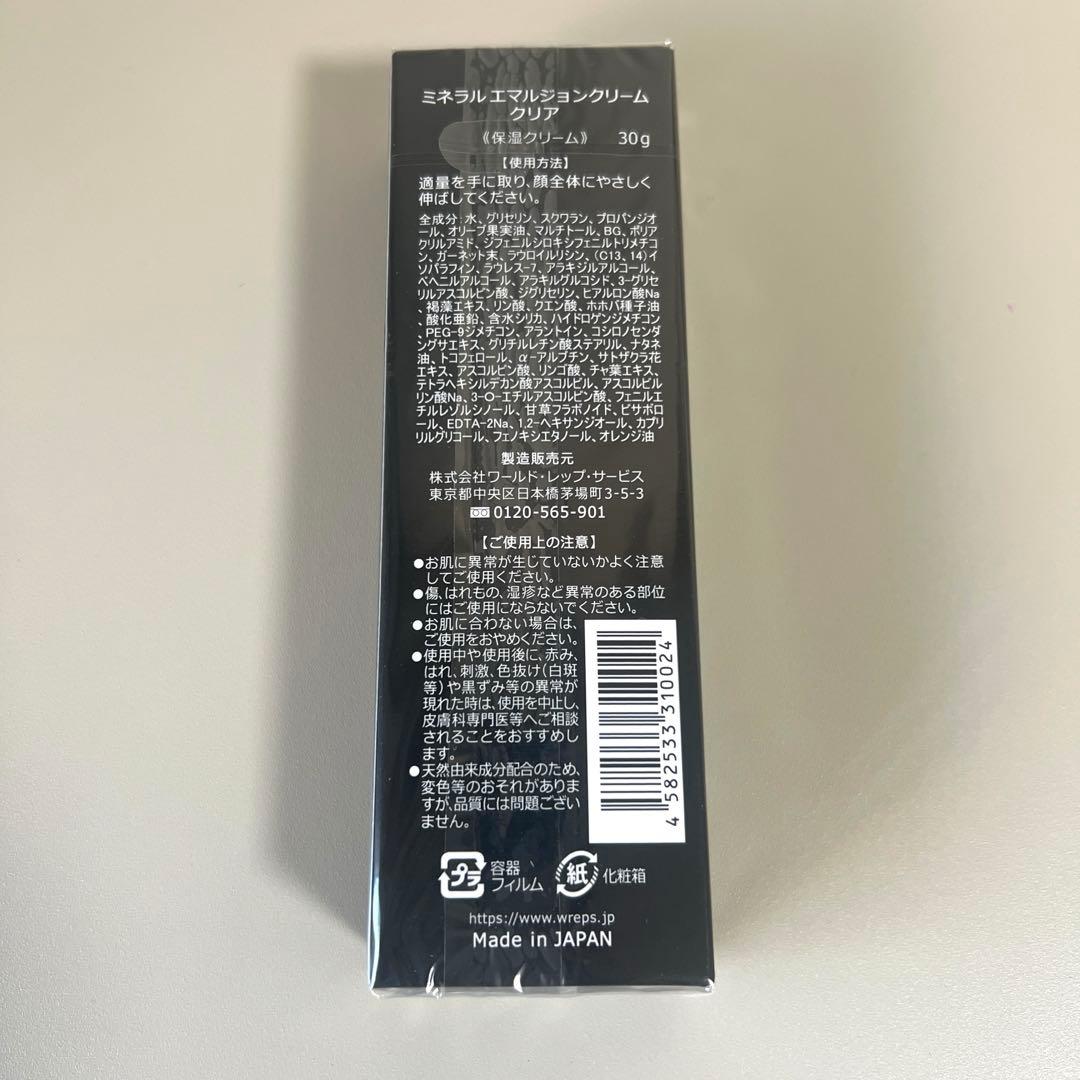 ミネラル エマルジョンクリーム
クリア
《保湿クリーム》 30g
【使用方法】
適量を手に取り、顔全体にやさしく
伸ばしてください。
全成分：水、グリセリン、スクワラン、プロパンジオ
ール、オリーブ果実油、マルチトール、BG、ポリア
クリルアミド、ジフェニルシロキシフェニルトリメチコ
ン、ガーネット末、ラウロイルリシン、（C13，14）イ
ソパラフィン、ラウレス-7、アラキジルアルコール、
ベヘニルアルコール、アラキルグルコシド、3-グリセ
リルアスコルビン酸、ジグリセリン、ヒアルロン酸Na
、褐藻エキス、リン酸、クエン酸、ホホバ種子油
、酸化亜鉛、含水シリカ、ハイドロゲンジメチコン
、PEG-9ジメチコン、アラントイン、コシロノセンダ
ングサエキス、グリチルレチン酸ステアリル、ナタネ
油、トコフェロール、α-アルブチン、サトザクラ花
エキス、アスコルビン酸、リンゴ酸、チャ葉エキス、
テトラヘキシルデカン酸アスコルビル、アスコルビル
リン酸Na、3-O-エチルアスコルビン酸、フェニルエ
チルレゾルシノール、甘草フラボノイド、ビサボロ
ール、EDTA-2Na、1,2-ヘキサンジオール、カプリ
リルグリコール、フェノキシエタノール、オレンジ油
製造販売元
株式会社ワールド・レップ・サービス
東京都中央区日本橋茅場町3-5-3
0120-565-901
【ご使用上の注意】
●お肌に異常が生じていないかよく注意
してご使用ください。
●傷、はれもの、湿疹など異常のある部位
にはご使用にならないでください。
●お肌に合わない場合は、
ご使用をおやめください。
●使用中や使用後に、赤み、
はれ、刺激、色抜け（白斑
等）や黒ずみ等の異常が
現れた時は、使用を中止し、
皮膚科専門医等へご相談
されることをおすすめし
ます。
●天然由来成分配合のため、
変色等のおそれがありま
すが、品質には問題ござい
ません。
4 582533 310024
プラ 容器
フィルム
紙 化粧箱
https://www.wreps.jp
Made in JAPAN